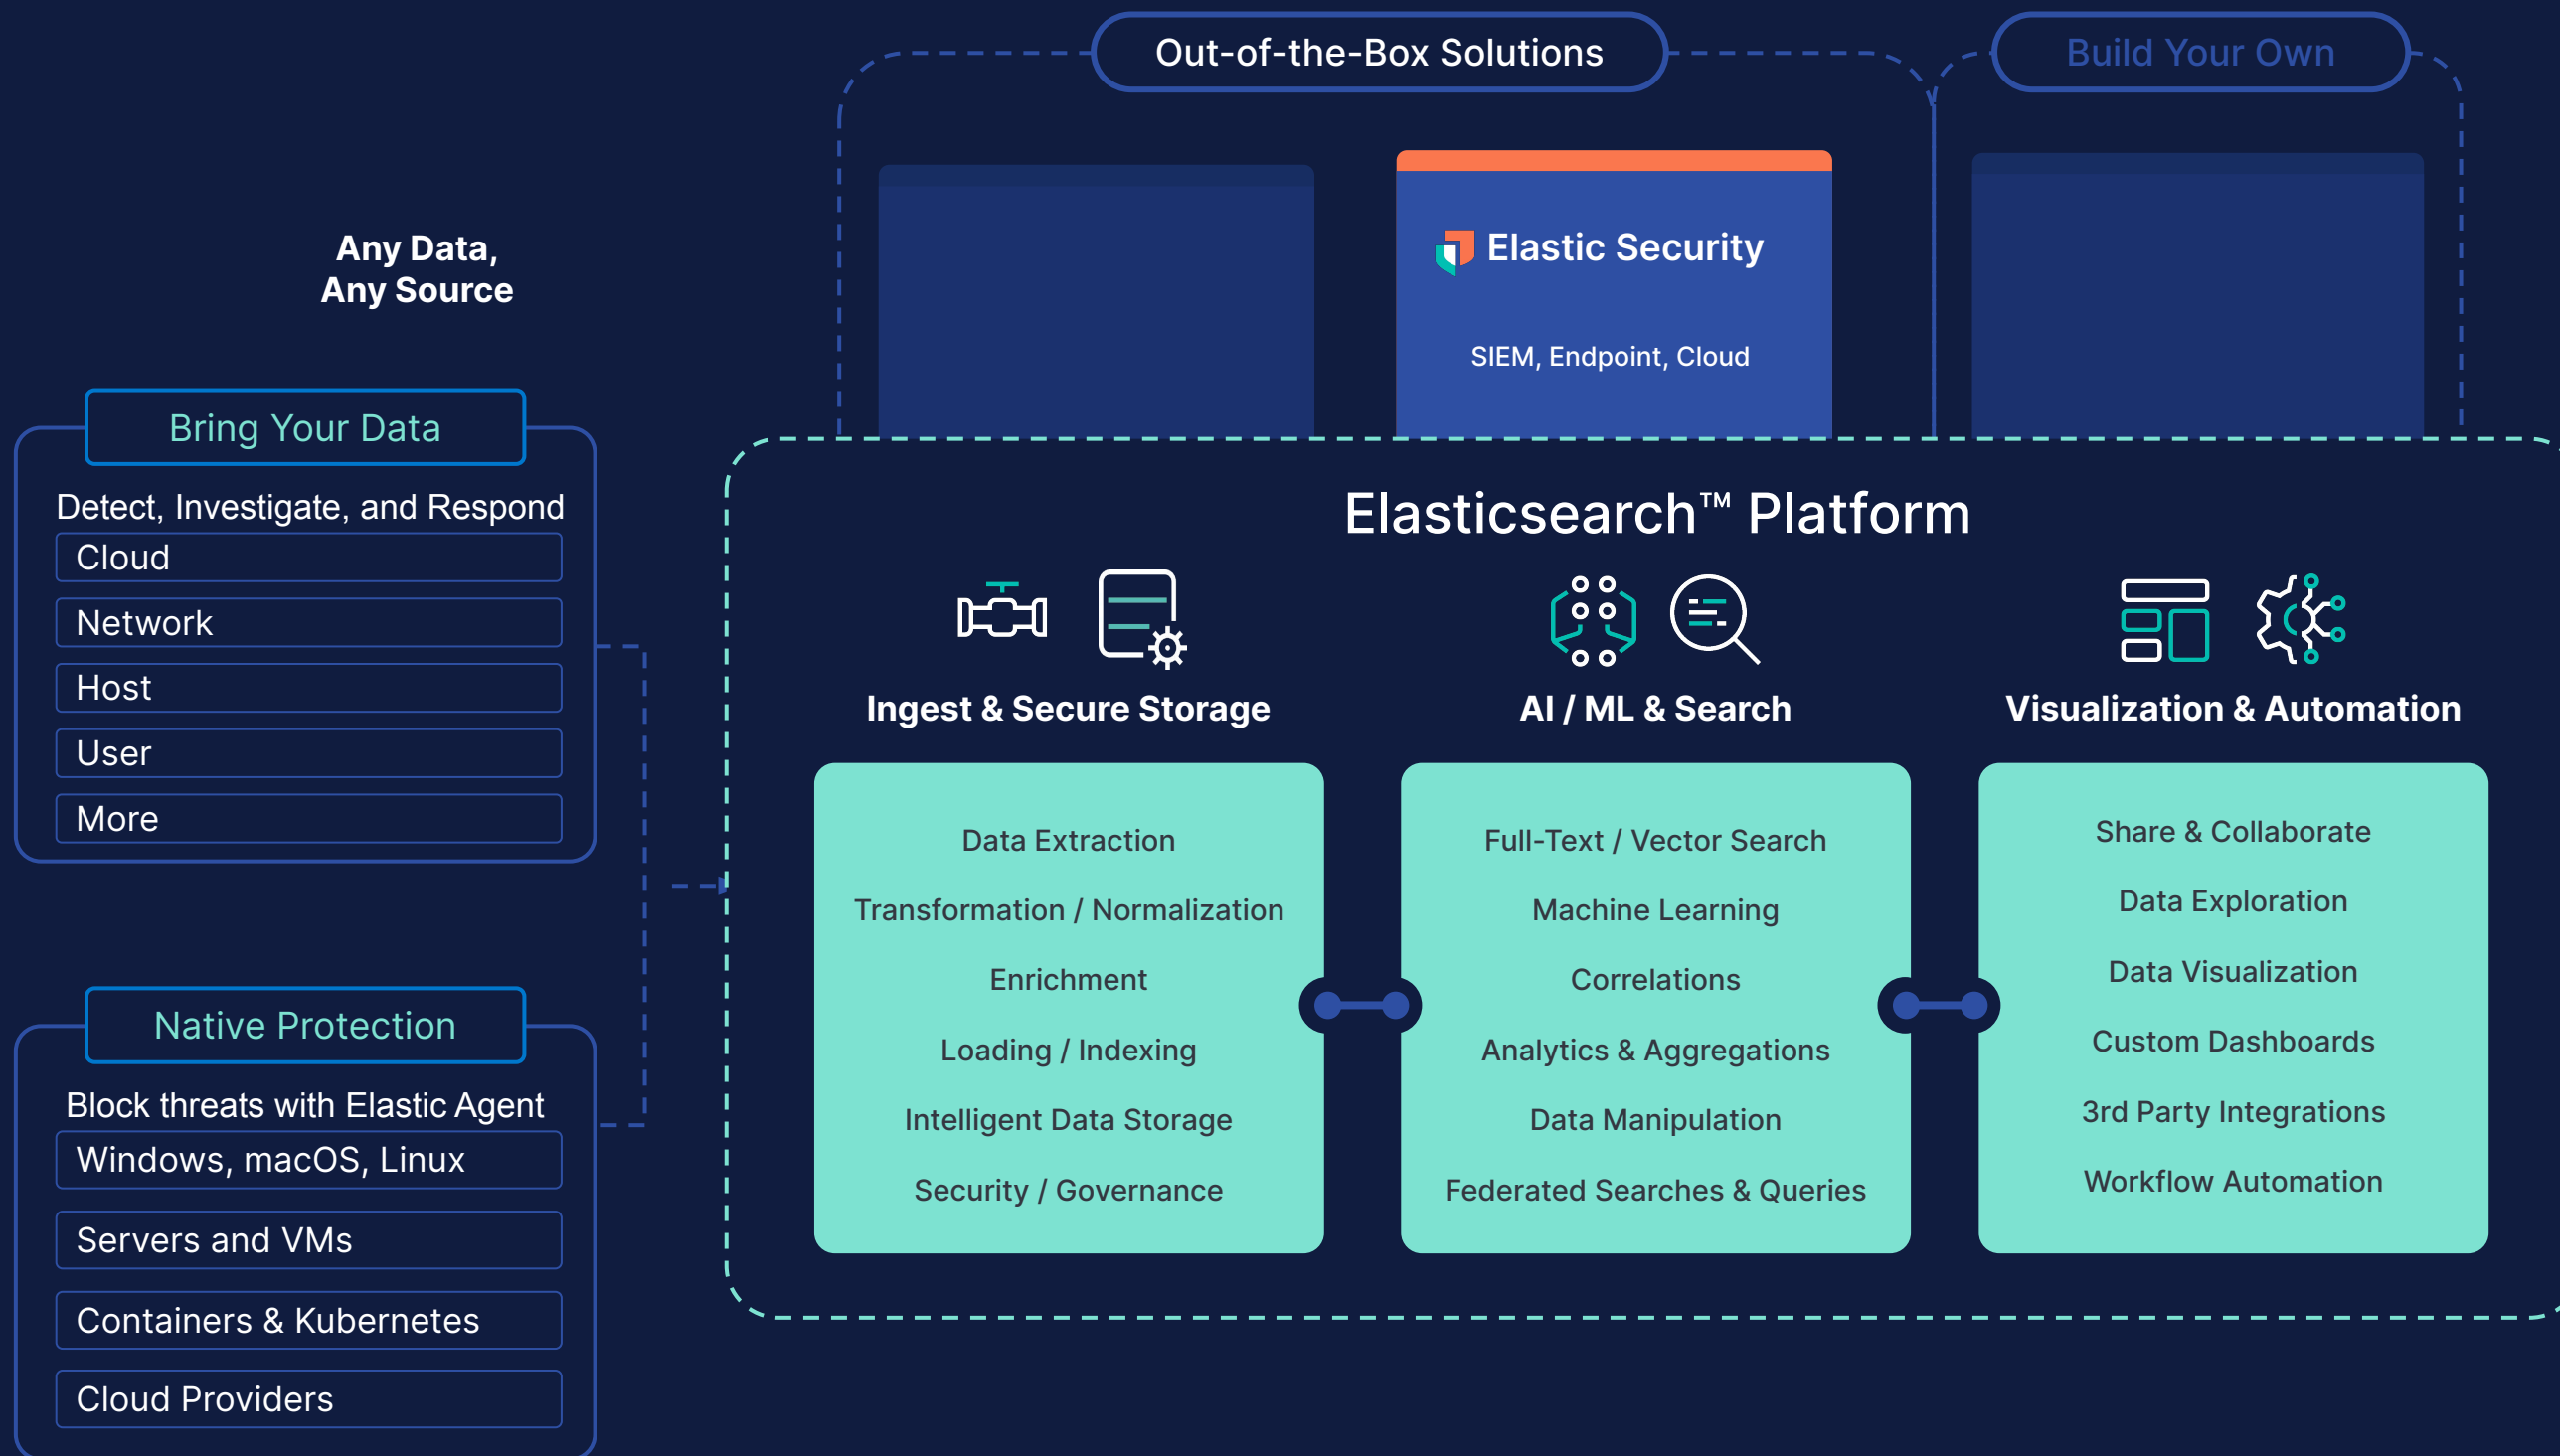 Out-of-the-Box Solutions
Build Your Own
Any Data,
Any Source
Elastic Security
SIEM, Endpoint, Cloud
Bring Your Data
Detect, Investigate, and Respond
Cloud
Network
Host
User
More
Native Protection
Block threats with Elastic Agent
Windows, macOS, Linux
Servers and VMs
Containers & Kubernetes
Cloud Providers
Elasticsearch™ Platform
Ingest & Secure Storage
Data Extraction
Transformation / Normalization
Enrichment
Loading / Indexing
Intelligent Data Storage
Security / Governance
AI / ML & Search
Full-Text / Vector Search
Machine Learning
Correlations
Analytics & Aggregations
Data Manipulation
Federated Searches & Queries
Visualization & Automation
Share & Collaborate
Data Exploration
Data Visualization
Custom Dashboards
3rd Party Integrations
Workflow Automation